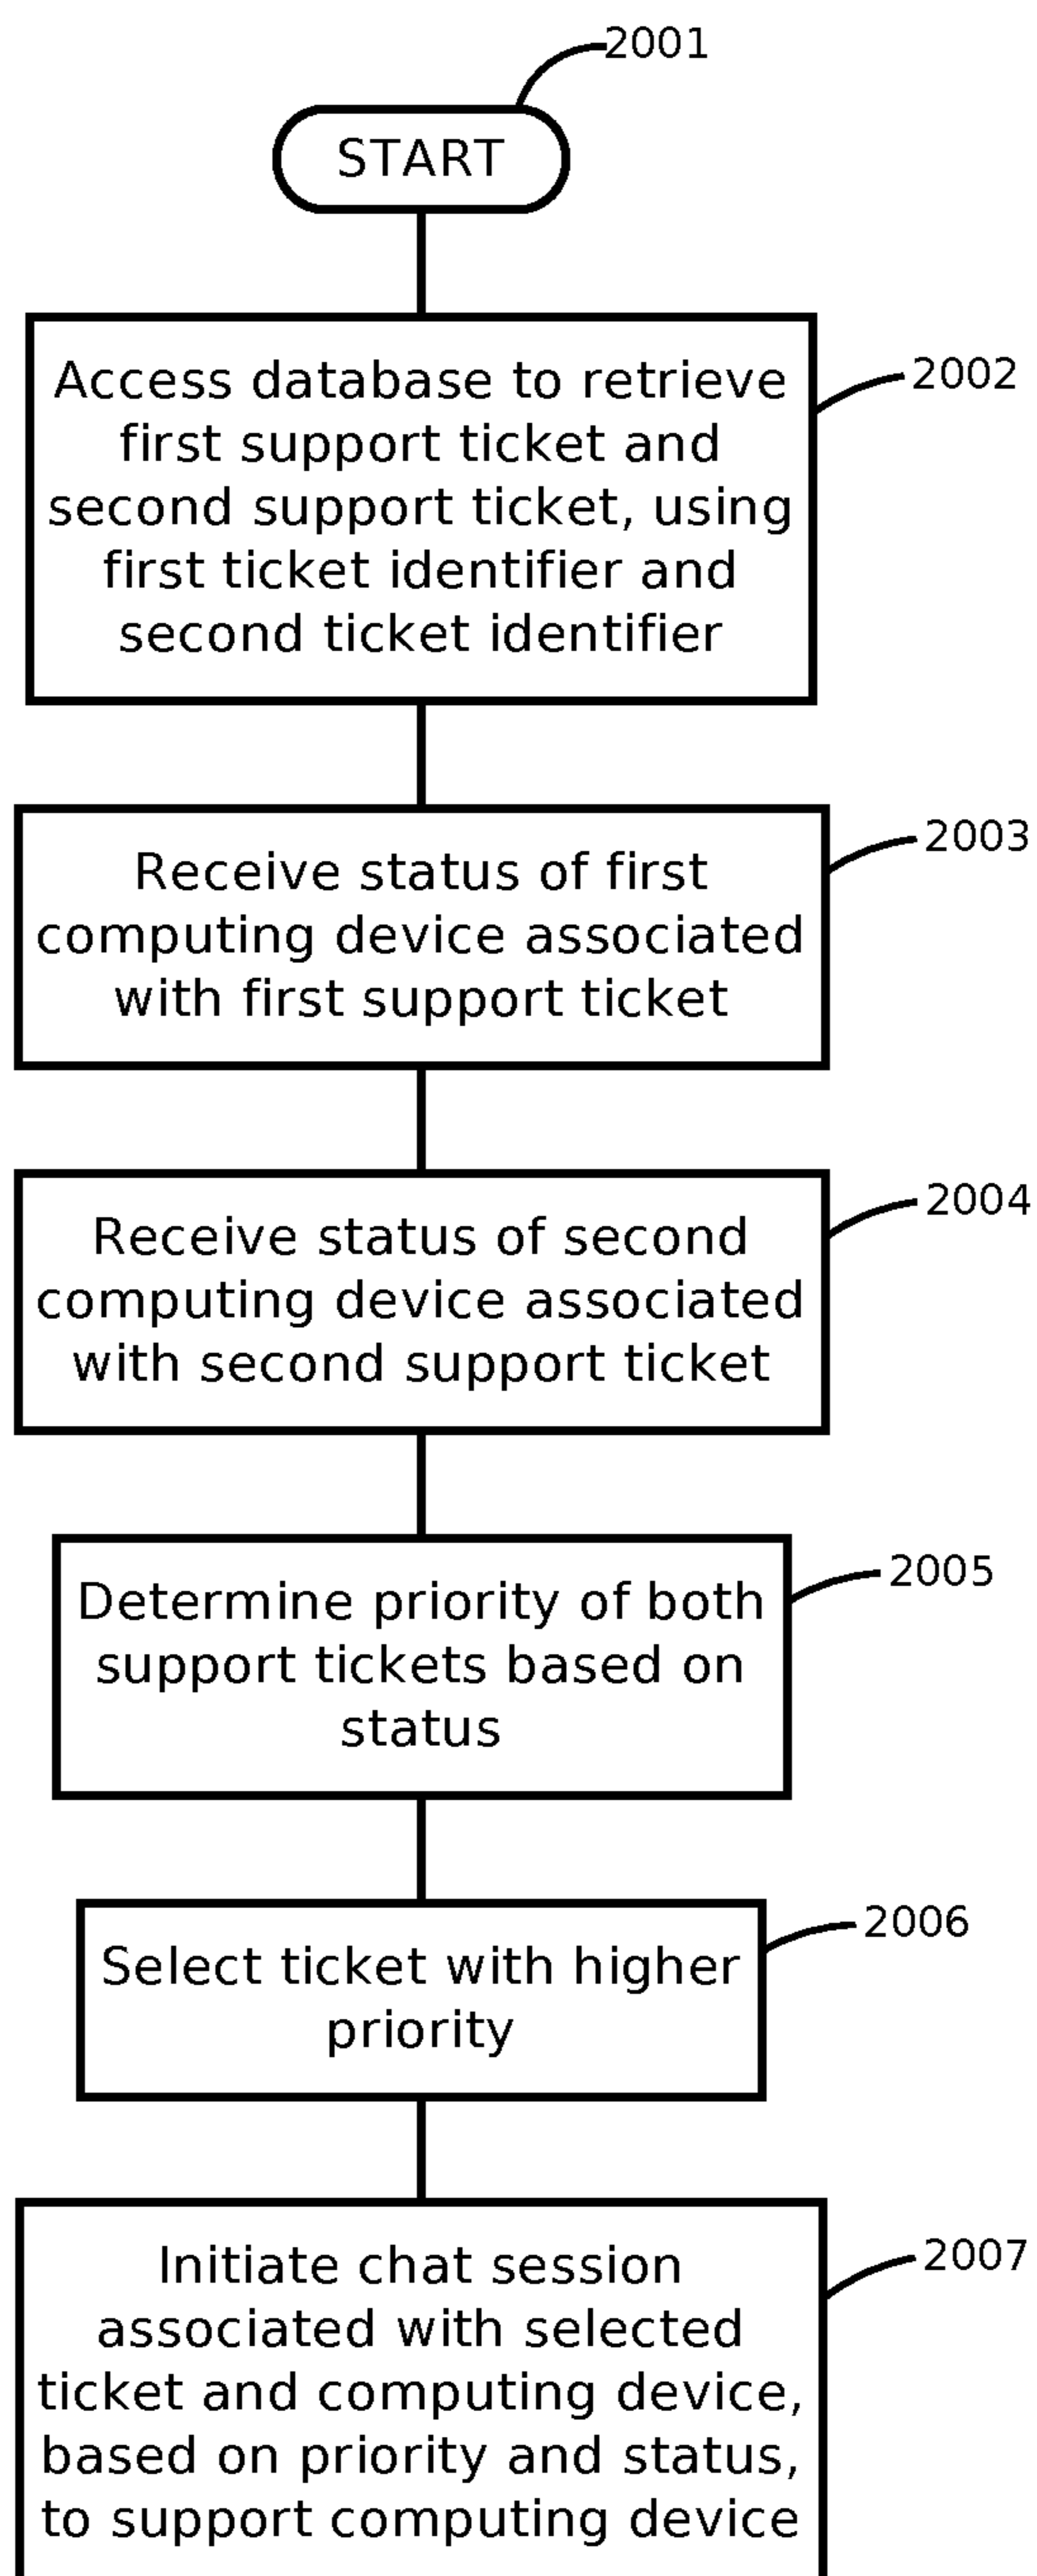 2001
START
Access database to retrieve
first support ticket and
second support ticket, using
first ticket identifier and
second ticket identifier
2002
Receive status of first
computing device associated
with first support ticket
2003
Receive status of second
computing device associated
with second support ticket
2004
Determine priority of both
support tickets based on
status
2005
Select ticket with higher
priority
2006
Initiate chat session
associated with selected
ticket and computing device,
based on priority and status,
to support computing device
2007